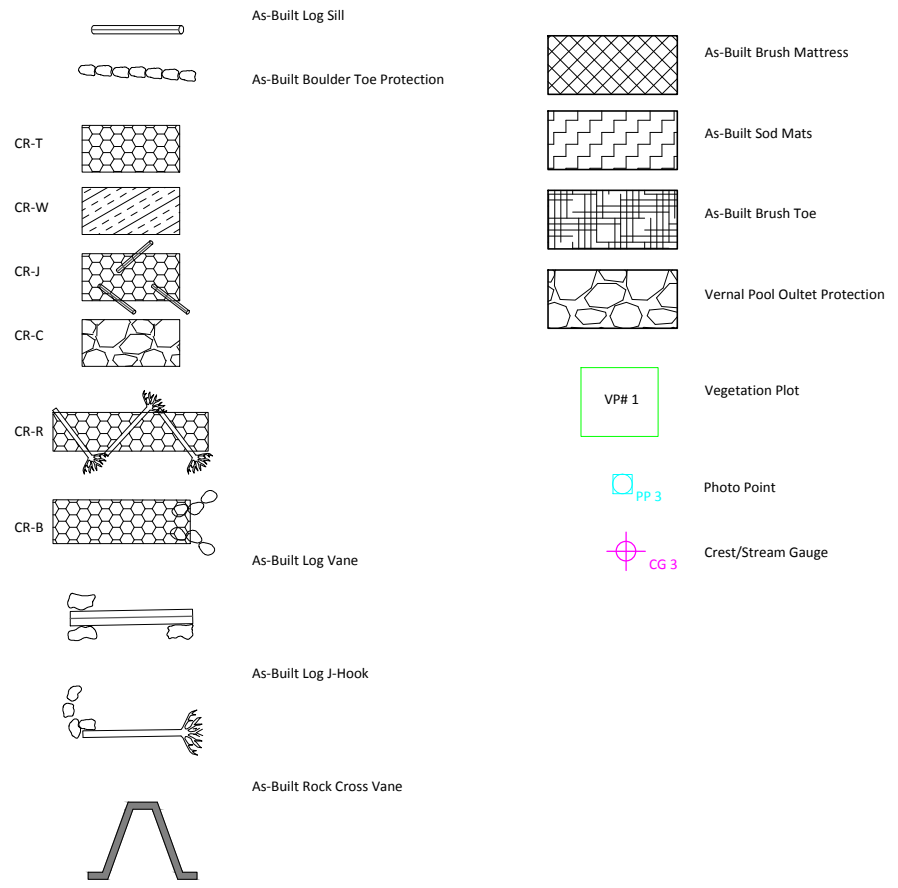 As-Built Log Sill
As-Built Boulder Toe Protection
CR-T
CR-W
CR-J
CR-C
CR-R
CR-B
As-Built Log Vane
As-Built Log J-Hook
As-Built Rock Cross Vane
As-Built Brush Mattress
As-Built Sod Mats
As-Built Brush Toe
Vernal Pool Oultet Protection
VP# 1
Vegetation Plot
PP 3
Photo Point
CG 3
Crest/Stream Gauge